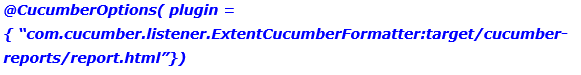 @CucumberOptions( plugin =
{ “com.cucumber.listener.ExtentCucumberFormatter:target/cucumber-
reports/report.html”})